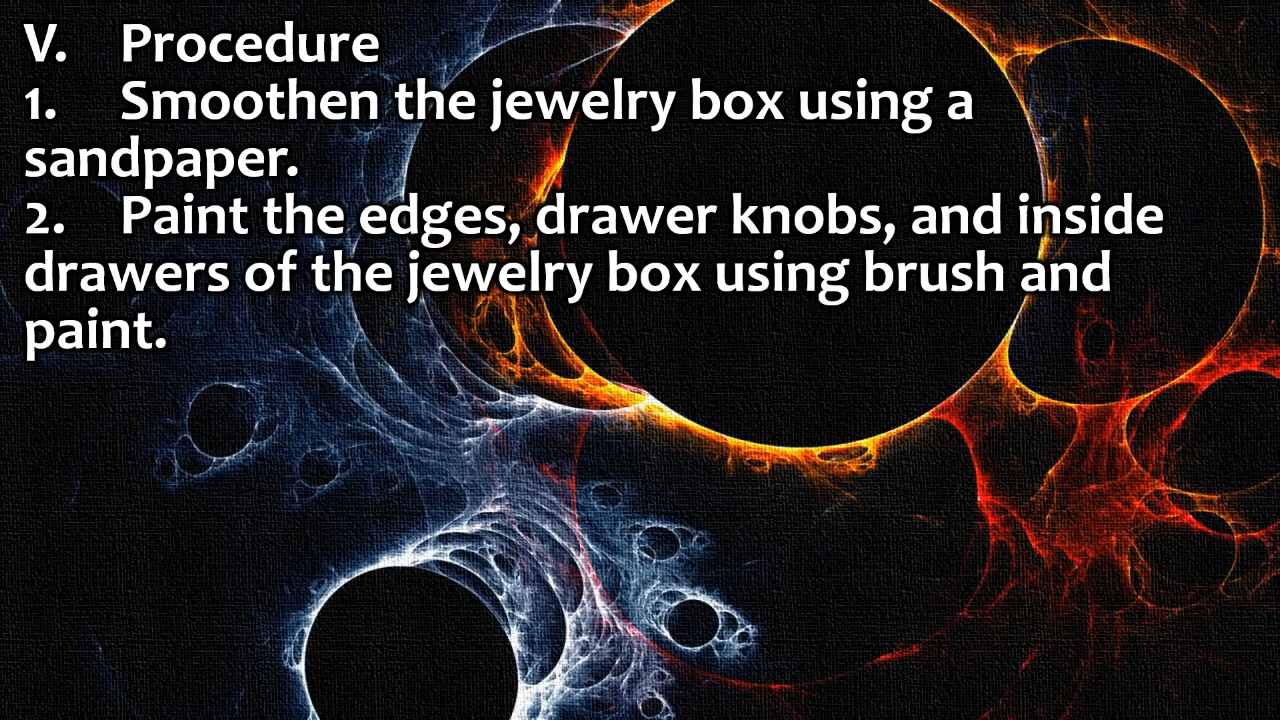 V. Procedure
1. Smoothen the jewelry box using a
sandpaper.
2. Paint the edges, drawer knobs, and inside
drawers of the jewelry box using brush and
paint.